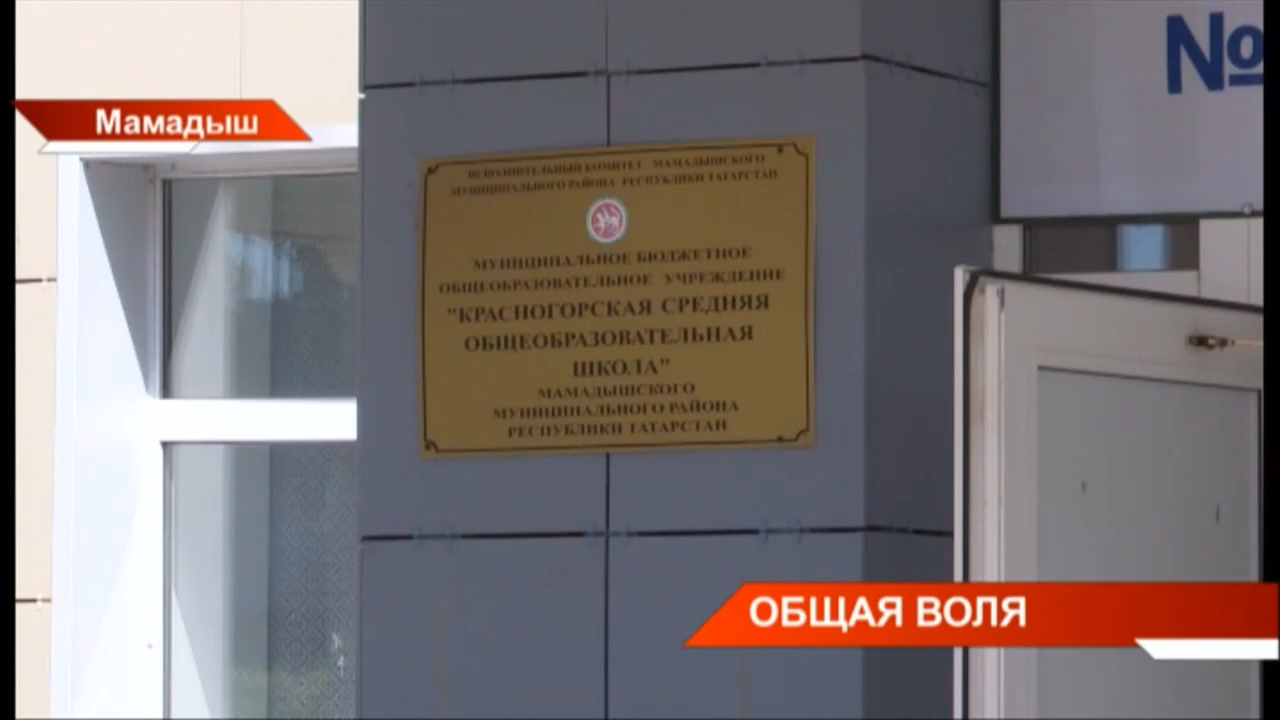 №
Мамадыш
ИСПОЛНИТЕЛЬНЫЙ КОМИТЕТ МАМАДЫШСКОГО
МУНИЦИПАЛЬНОГО РАЙОНА РЕСПУБЛИКИ ТАТАРСТАН
МУНИЦИПАЛЬНОЕ БЮДЖЕТНОЕ
ОБЩЕОБРАЗОВАТЕЛЬНОЕ УЧРЕЖДЕНИЕ
"КРАСНОГОРСКАЯ СРЕДНЯЯ
ОБЩЕОБРАЗОВАТЕЛЬНАЯ
ШКОЛА"
МАМАДЫШСКОГО
МУНИЦИПАЛЬНОГО РАЙОНА
РЕСПУБЛИКИ ТАТАРСТАН
ОБЩАЯ ВОЛЯ